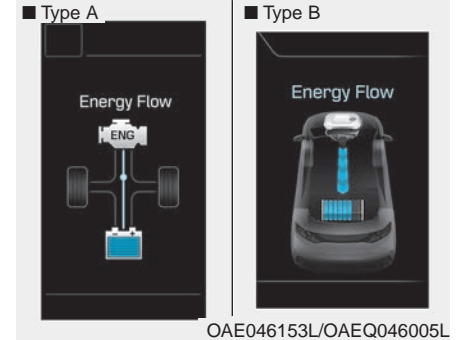 ■ Type A
■ Type B
Energy Flow
ENG
- +
Energy Flow
OAE046153L/OAEQ046005L